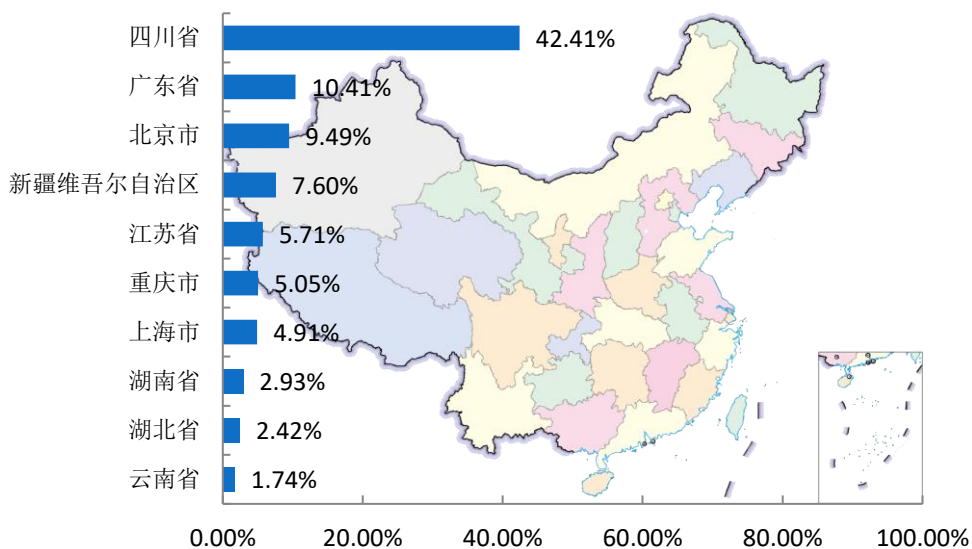 四川省 42.41%
广东省 10.41%
北京市 9.49%
新疆维吾尔自治区 7.60%
江苏省 5.71%
重庆市 5.05%
上海市 4.91%
湖南省 2.93%
湖北省 2.42%
云南省 1.74%
0.00% 20.00% 40.00% 60.00% 80.00% 100.00%